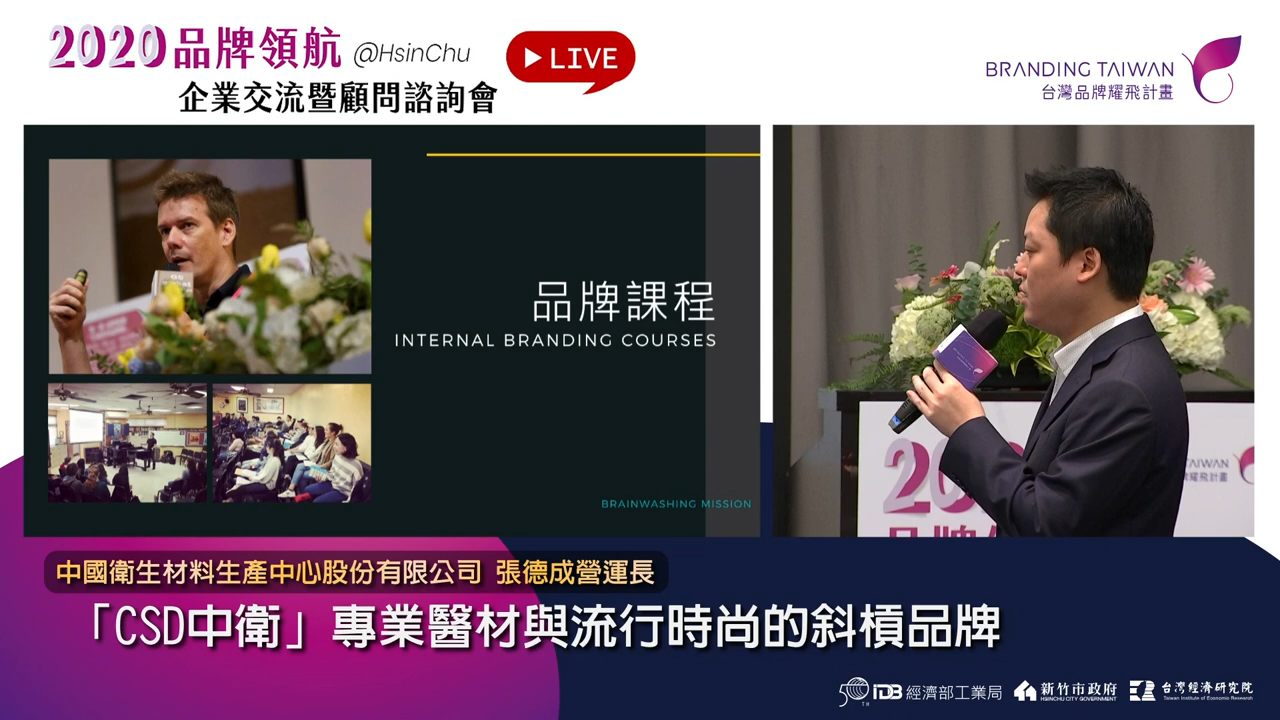 2020品牌領航 @HsinChu
LIVE
企業交流暨顧問諮詢會
BRANDING TAIWAN
台灣品牌耀飛計畫
品牌課程
INTERNAL BRANDING COURSES
BRAINWASHING MISSION
中國衛生材料生產中心股份有限公司 張德成營運長
「CSD中衛」專業醫材與流行時尚的斜槓品牌
50TH IDB 經濟部工業局
新竹市政府
HSINCHU CITY GOVERNMENT
台灣經濟研究院
Taiwan Institute of Economic Research